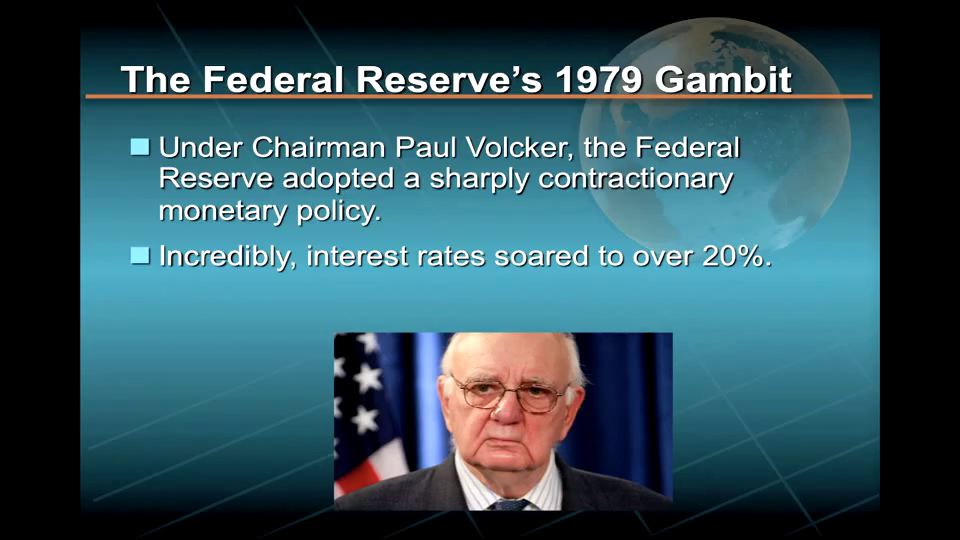 The Federal Reserve’s 1979 Gambit
Under Chairman Paul Volcker, the Federal
Reserve adopted a sharply contractionary
monetary policy.
Incredibly, interest rates soared to over 20%.